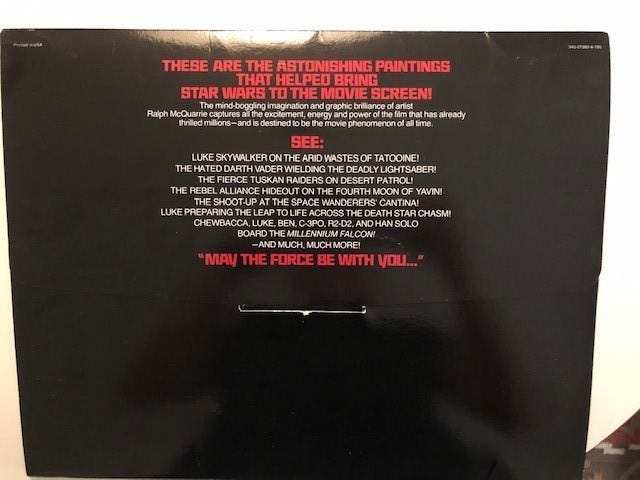 Printed in USA
345-27382-6-795
THESE ARE THE ASTONISHING PAINTINGS
THAT HELPED BRING
STAR WARS TO THE MOVIE SCREEN!
The mind-boggling imagination and graphic brilliance of artist
Ralph McQuarrie captures all the excitement, energy and power of the film that has already
thrilled millions—and is destined to be the movie phenomenon of all time.
SEE:
LUKE SKYWALKER ON THE ARID WASTES OF TATOOINE!
THE HATED DARTH VADER WIELDING THE DEADLY LIGHTSABER!
THE FIERCE TUSKAN RAIDERS ON DESERT PATROL!
THE REBEL ALLIANCE HIDEOUT ON THE FOURTH MOON OF YAVIN!
THE SHOOT-UP AT THE SPACE WANDERERS' CANTINA!
LUKE PREPARING THE LEAP TO LIFE ACROSS THE DEATH STAR CHASM!
CHEWBACCA, LUKE, BEN, C-3PO, R2-D2, AND HAN SOLO
BOARD THE MILLENNIUM FALCON!
—AND MUCH, MUCH MORE!
"MAY THE FORCE BE WITH YOU..."